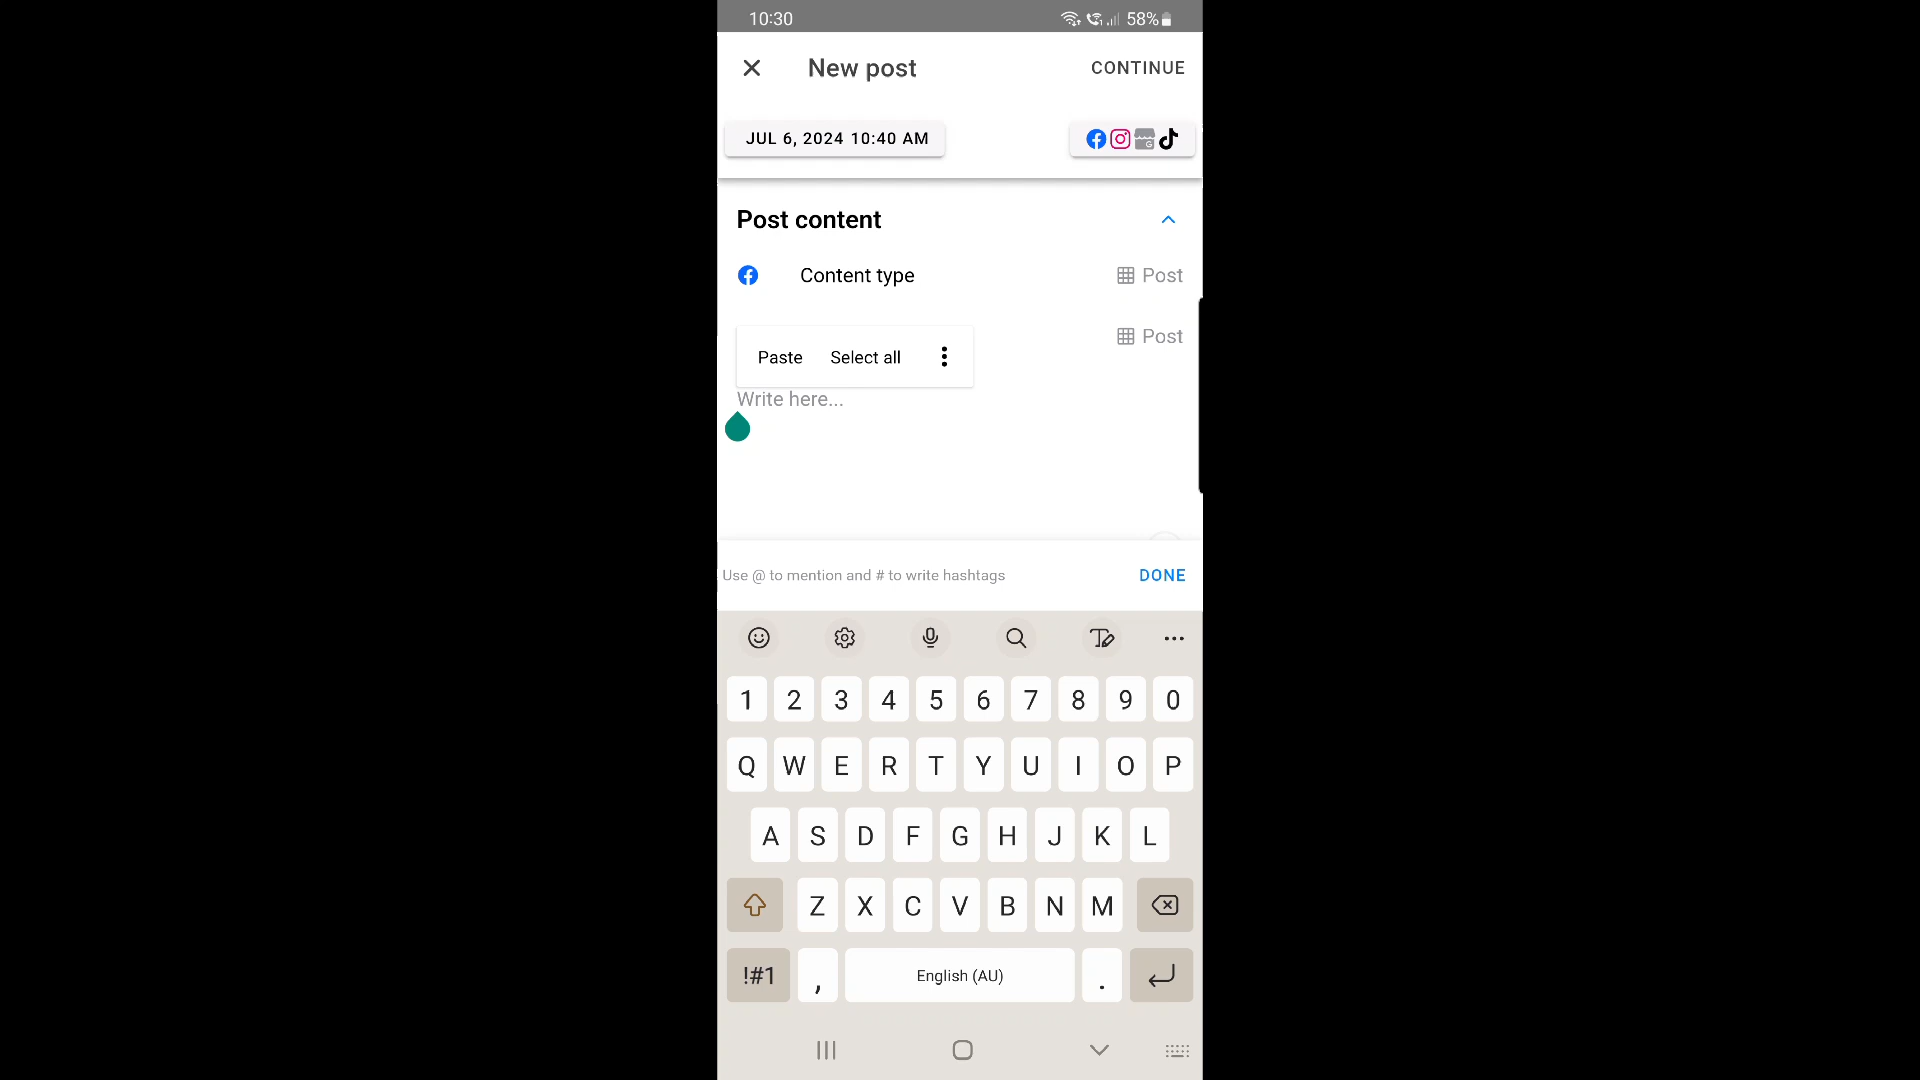 10:30 58%
New post CONTINUE
JUL 6, 2024 10:40 AM
Post content
Content type Post
Post
Paste Select all
Write here...
Use @ to mention and # to write hashtags DONE
1 2 3 4 5 6 7 8 9 0
Q W E R T Y U I O P
A S D F G H J K L
Z X C V B N M
!#1 , English (AU) .